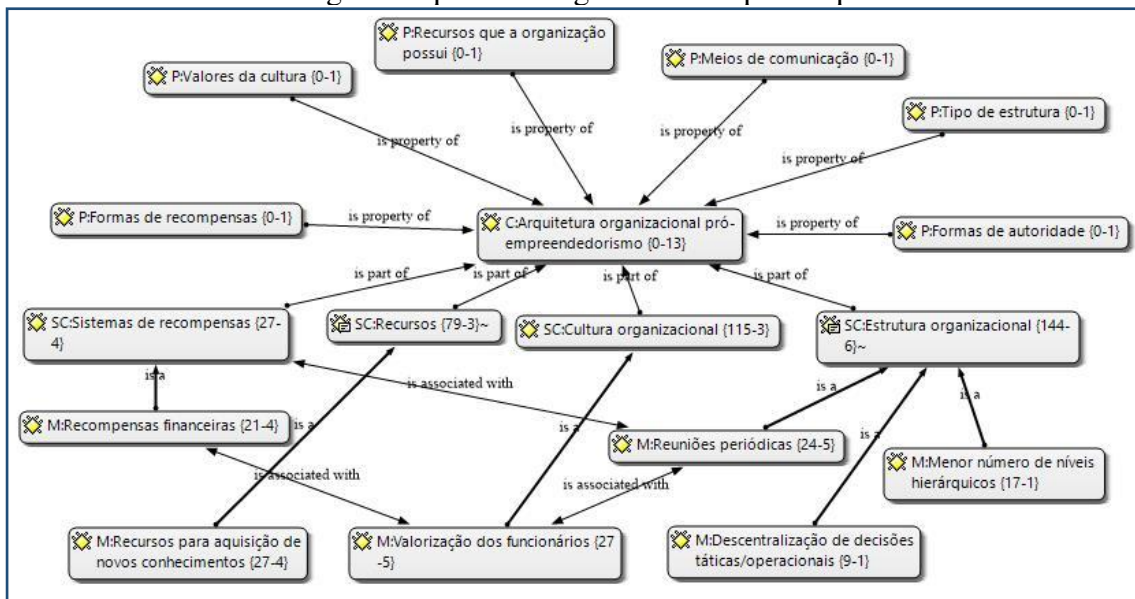 P:Recursos que a organização
possui {0-1}
P:Valores da cultura {0-1}
P:Meios de comunicação {0-1}
P:Tipo de estrutura {0-1}
is property of
is property of
is property of
is property of
P:Formas de recompensas {0-1}
is property of
C:Arquitetura organizacional pró-
empreendedorismo {0-13}
is property of
P:Formas de autoridade {0-1}
is part of
is part of
is part of
is part of
SC:Sistemas de recompensas {27-
4}
SC:Recursos {79-3}~
SC:Cultura organizacional {115-3}
SC:Estrutura organizacional {144-
6}~
is a
is associated with
is a
is a
M:Recompensas financeiras {21-4}
is a
is a
is a
M:Reuniões periódicas {24-5}
M:Menor número de níveis
hierárquicos {17-1}
is associated with
is associated with
M:Recursos para aquisição de
novos conhecimentos {27-4}
M:Valorização dos funcionários {27
-5}
M:Descentralização de decisões
táticas/operacionais {9-1}